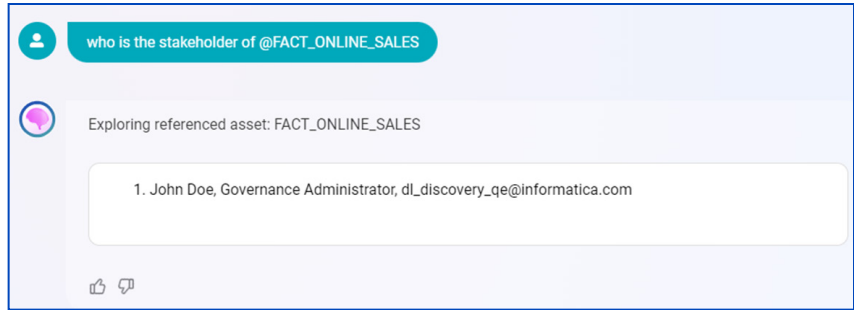 who is the stakeholder of @FACT_ONLINE_SALES
Exploring referenced asset: FACT_ONLINE_SALES
1. John Doe, Governance Administrator, dl_discovery_qe@informatica.com